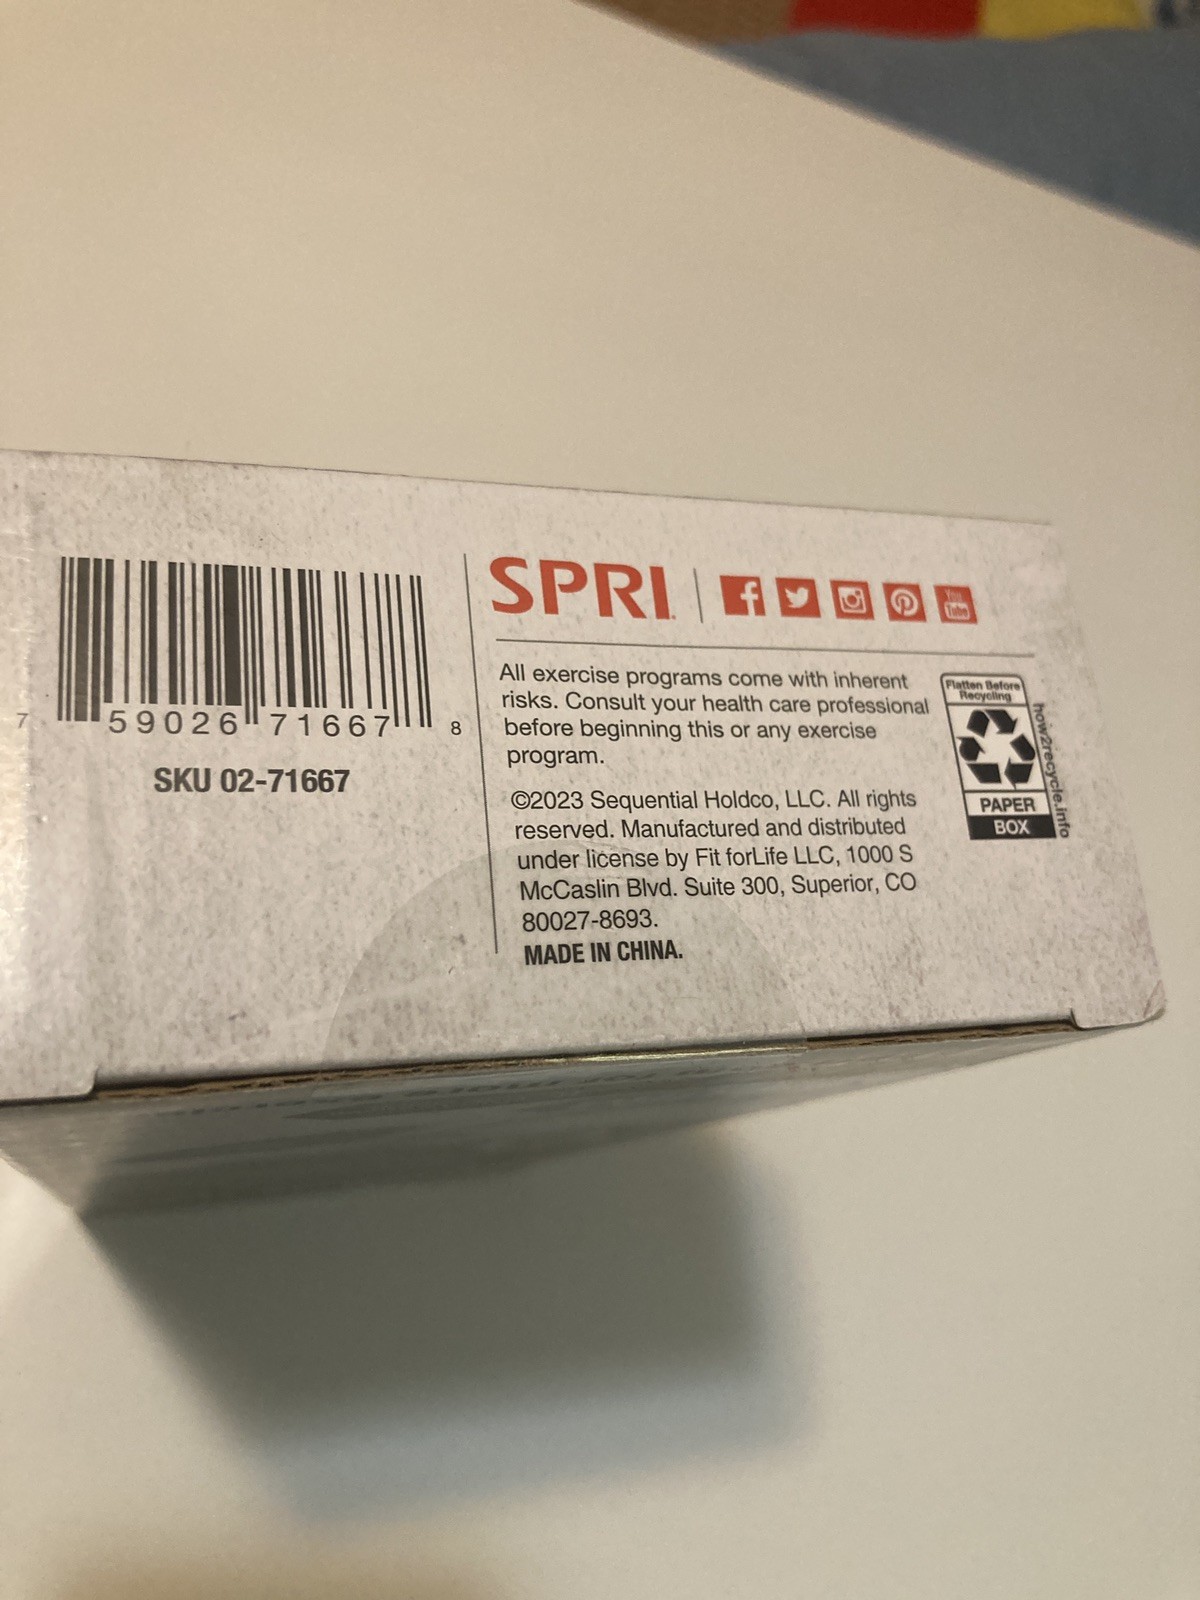 7 59026 71667 8
SKU 02-71667
SPRI
f
You
Tube
All exercise programs come with inherent
risks. Consult your health care professional
before beginning this or any exercise
program.
©2023 Sequential Holdco, LLC. All rights
reserved. Manufactured and distributed
under license by Fit forLife LLC, 1000 S
McCaslin Blvd. Suite 300, Superior, CO
80027-8693.
MADE IN CHINA.
Flatten Before
Recycling
PAPER
BOX
how2recycle.info